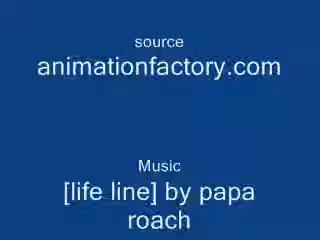 source
animationfactory.com
Music
[life line] by papa
roach